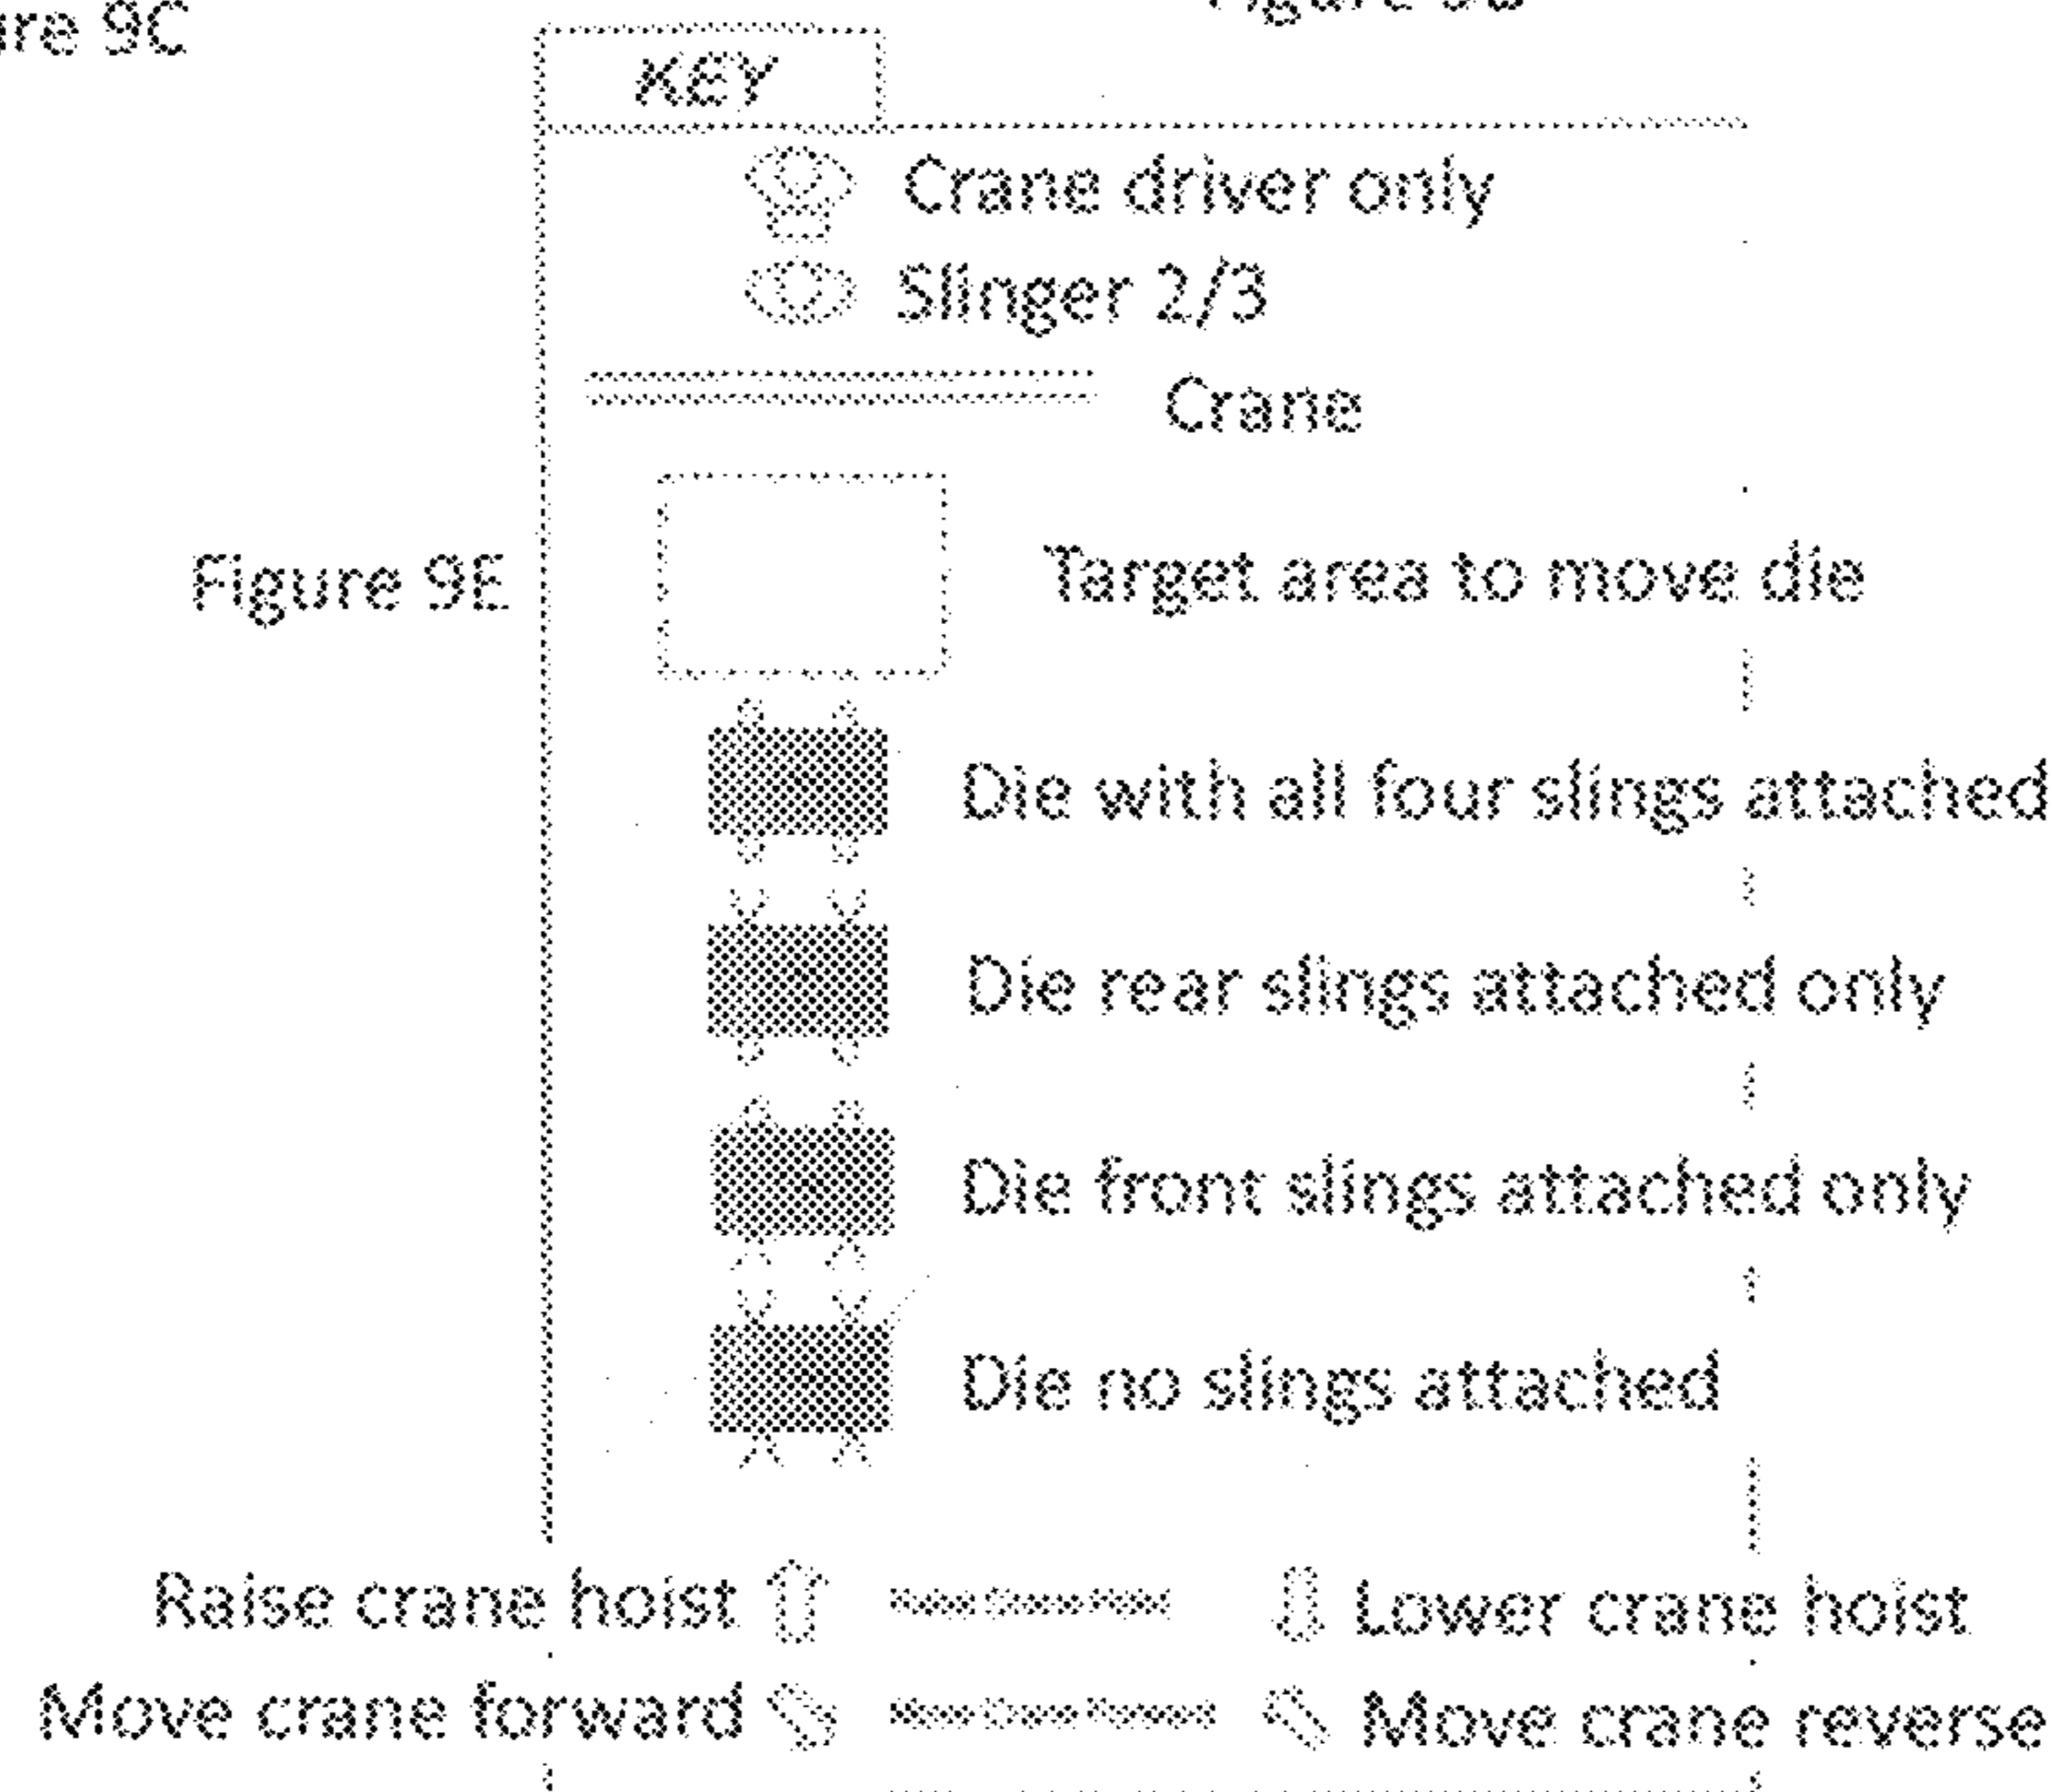 re 9C
KEY
Crane driver only
Slinger 2/3
Crane
Figure 9E
Target area to move die
Die with all four slings attached
Die rear slings attached only
Die front slings attached only
Die no slings attached
Raise crane hoist
Lower crane hoist
Move crane forward
Move crane reverse